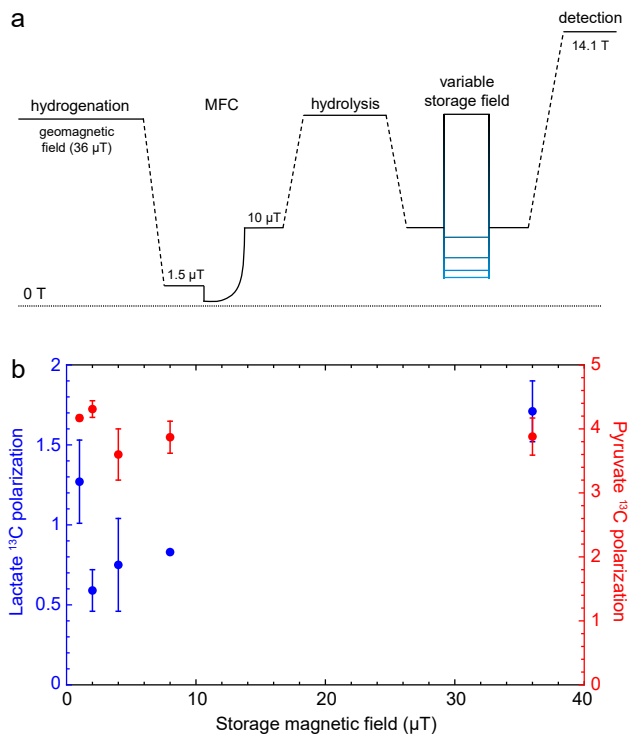 a
detection
14.1 T
hydrogenation
MFC
hydrolysis
variable
storage field
geomagnetic
field (36 µT)
10 µT
1.5 µT
0 T
b
2
1.5
1
0.5
0
Lactate ¹³C polarization
5
4
3
2
1
0
Pyruvate ¹³C polarization
0
10
20
30
40
Storage magnetic field (µT)